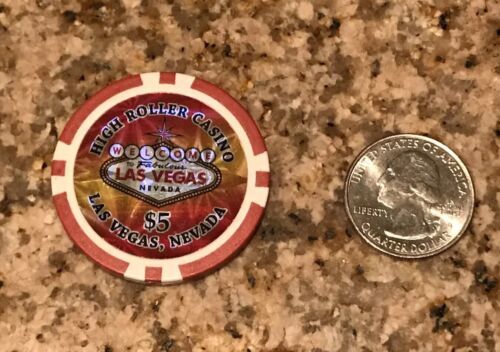 HIGH ROLLER CASINO
WELCOME
to Fabulous
LAS VEGAS
NEVADA
$5
LAS VEGAS, NEVADA
UNITED STATES OF AMERICA
LIBERTY
QUARTER DOLLAR